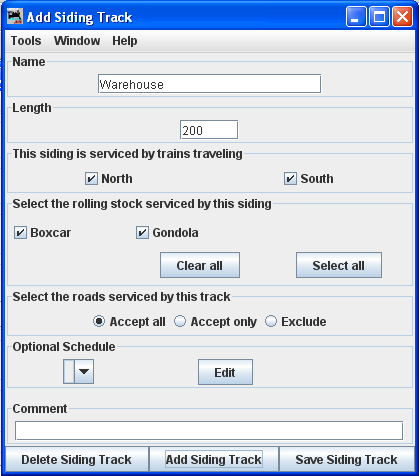 Add Siding Track
Tools Window Help
Name
Warehouse
Length
200
This siding is serviced by trains traveling
North South
Select the rolling stock serviced by this siding
Boxcar Gondola
Clear all Select all
Select the roads serviced by this track
Accept all Accept only Exclude
Optional Schedule
Edit
Comment
Delete Siding Track Add Siding Track Save Siding Track